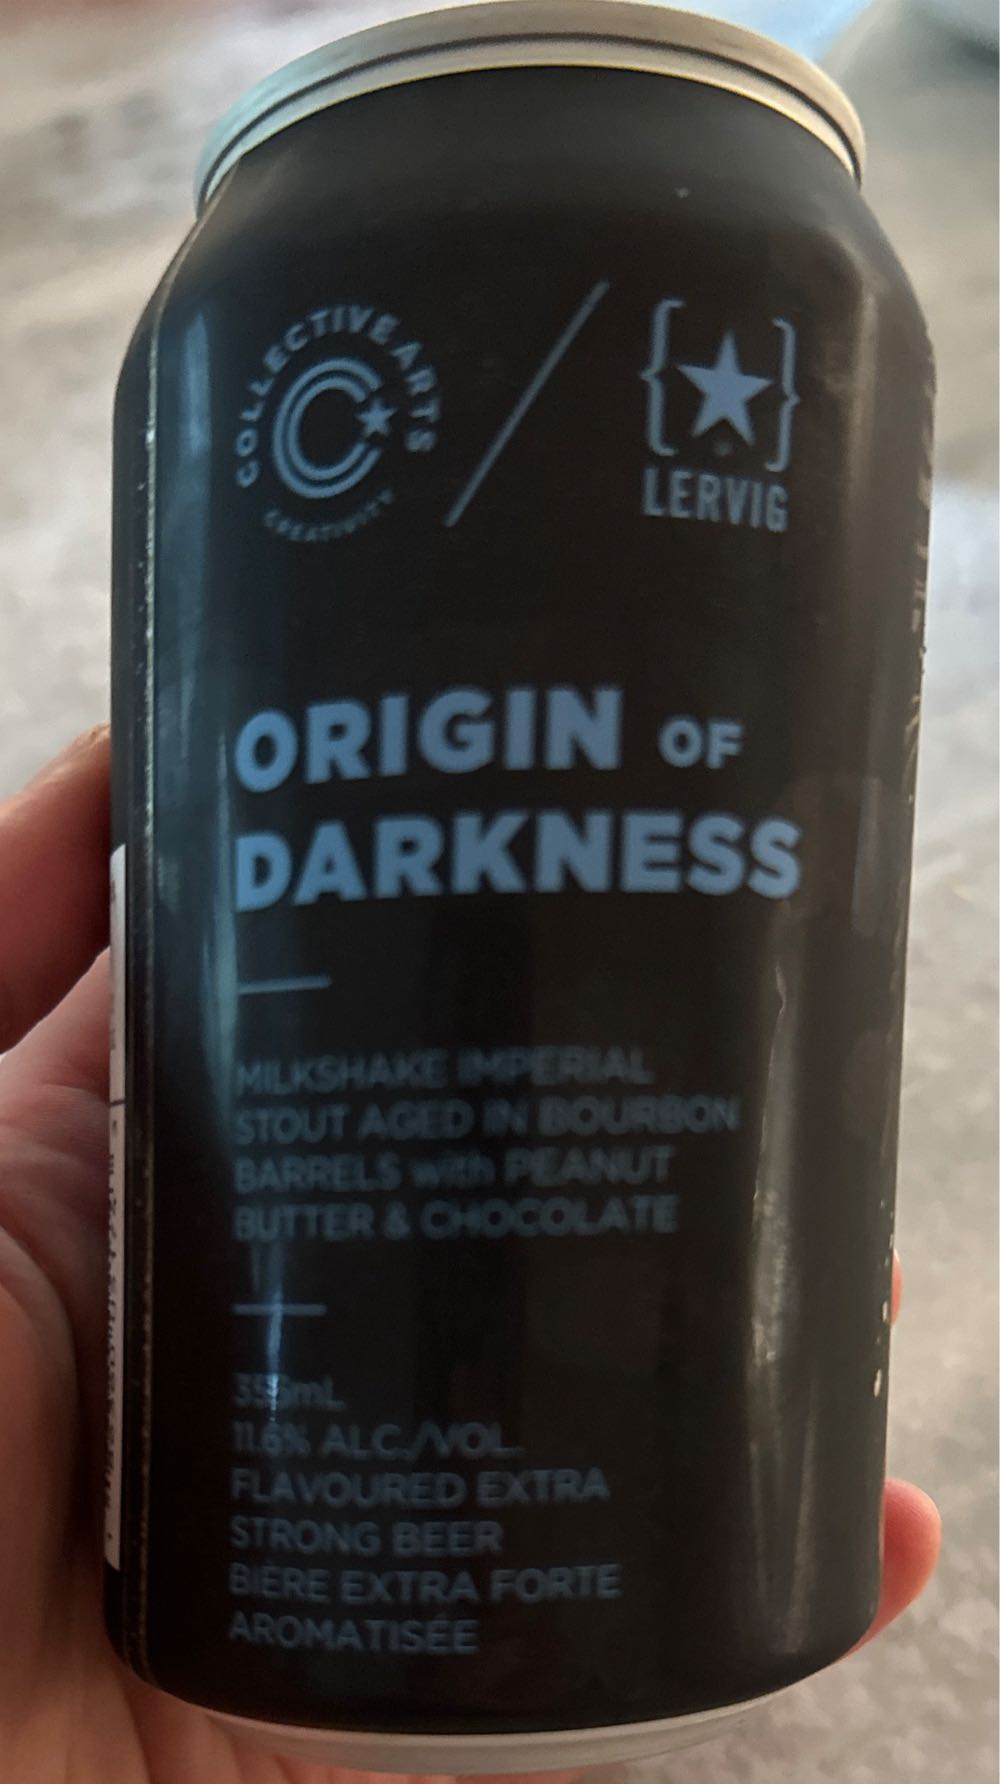 COLLECTIVE ARTS
CREATIVITY
LERVIG
ORIGIN OF
DARKNESS
MILKSHAKE IMPERIAL
STOUT AGED IN BOURBON
BARRELS with PEANUT
BUTTER & CHOCOLATE
355mL
11.6% ALC./VOL.
FLAVOURED EXTRA
STRONG BEER
BIÈRE EXTRA FORTE
AROMATISÉE